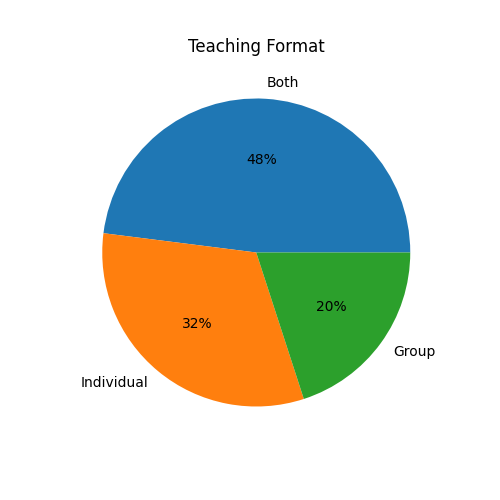 Teaching Format
Both
48%
32%
20%
Group
Individual